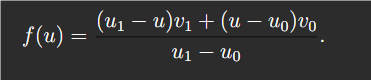 f(u) = \frac{(u_1 - u)v_1 + (u - u_0)v_0}{u_1 - u_0}.